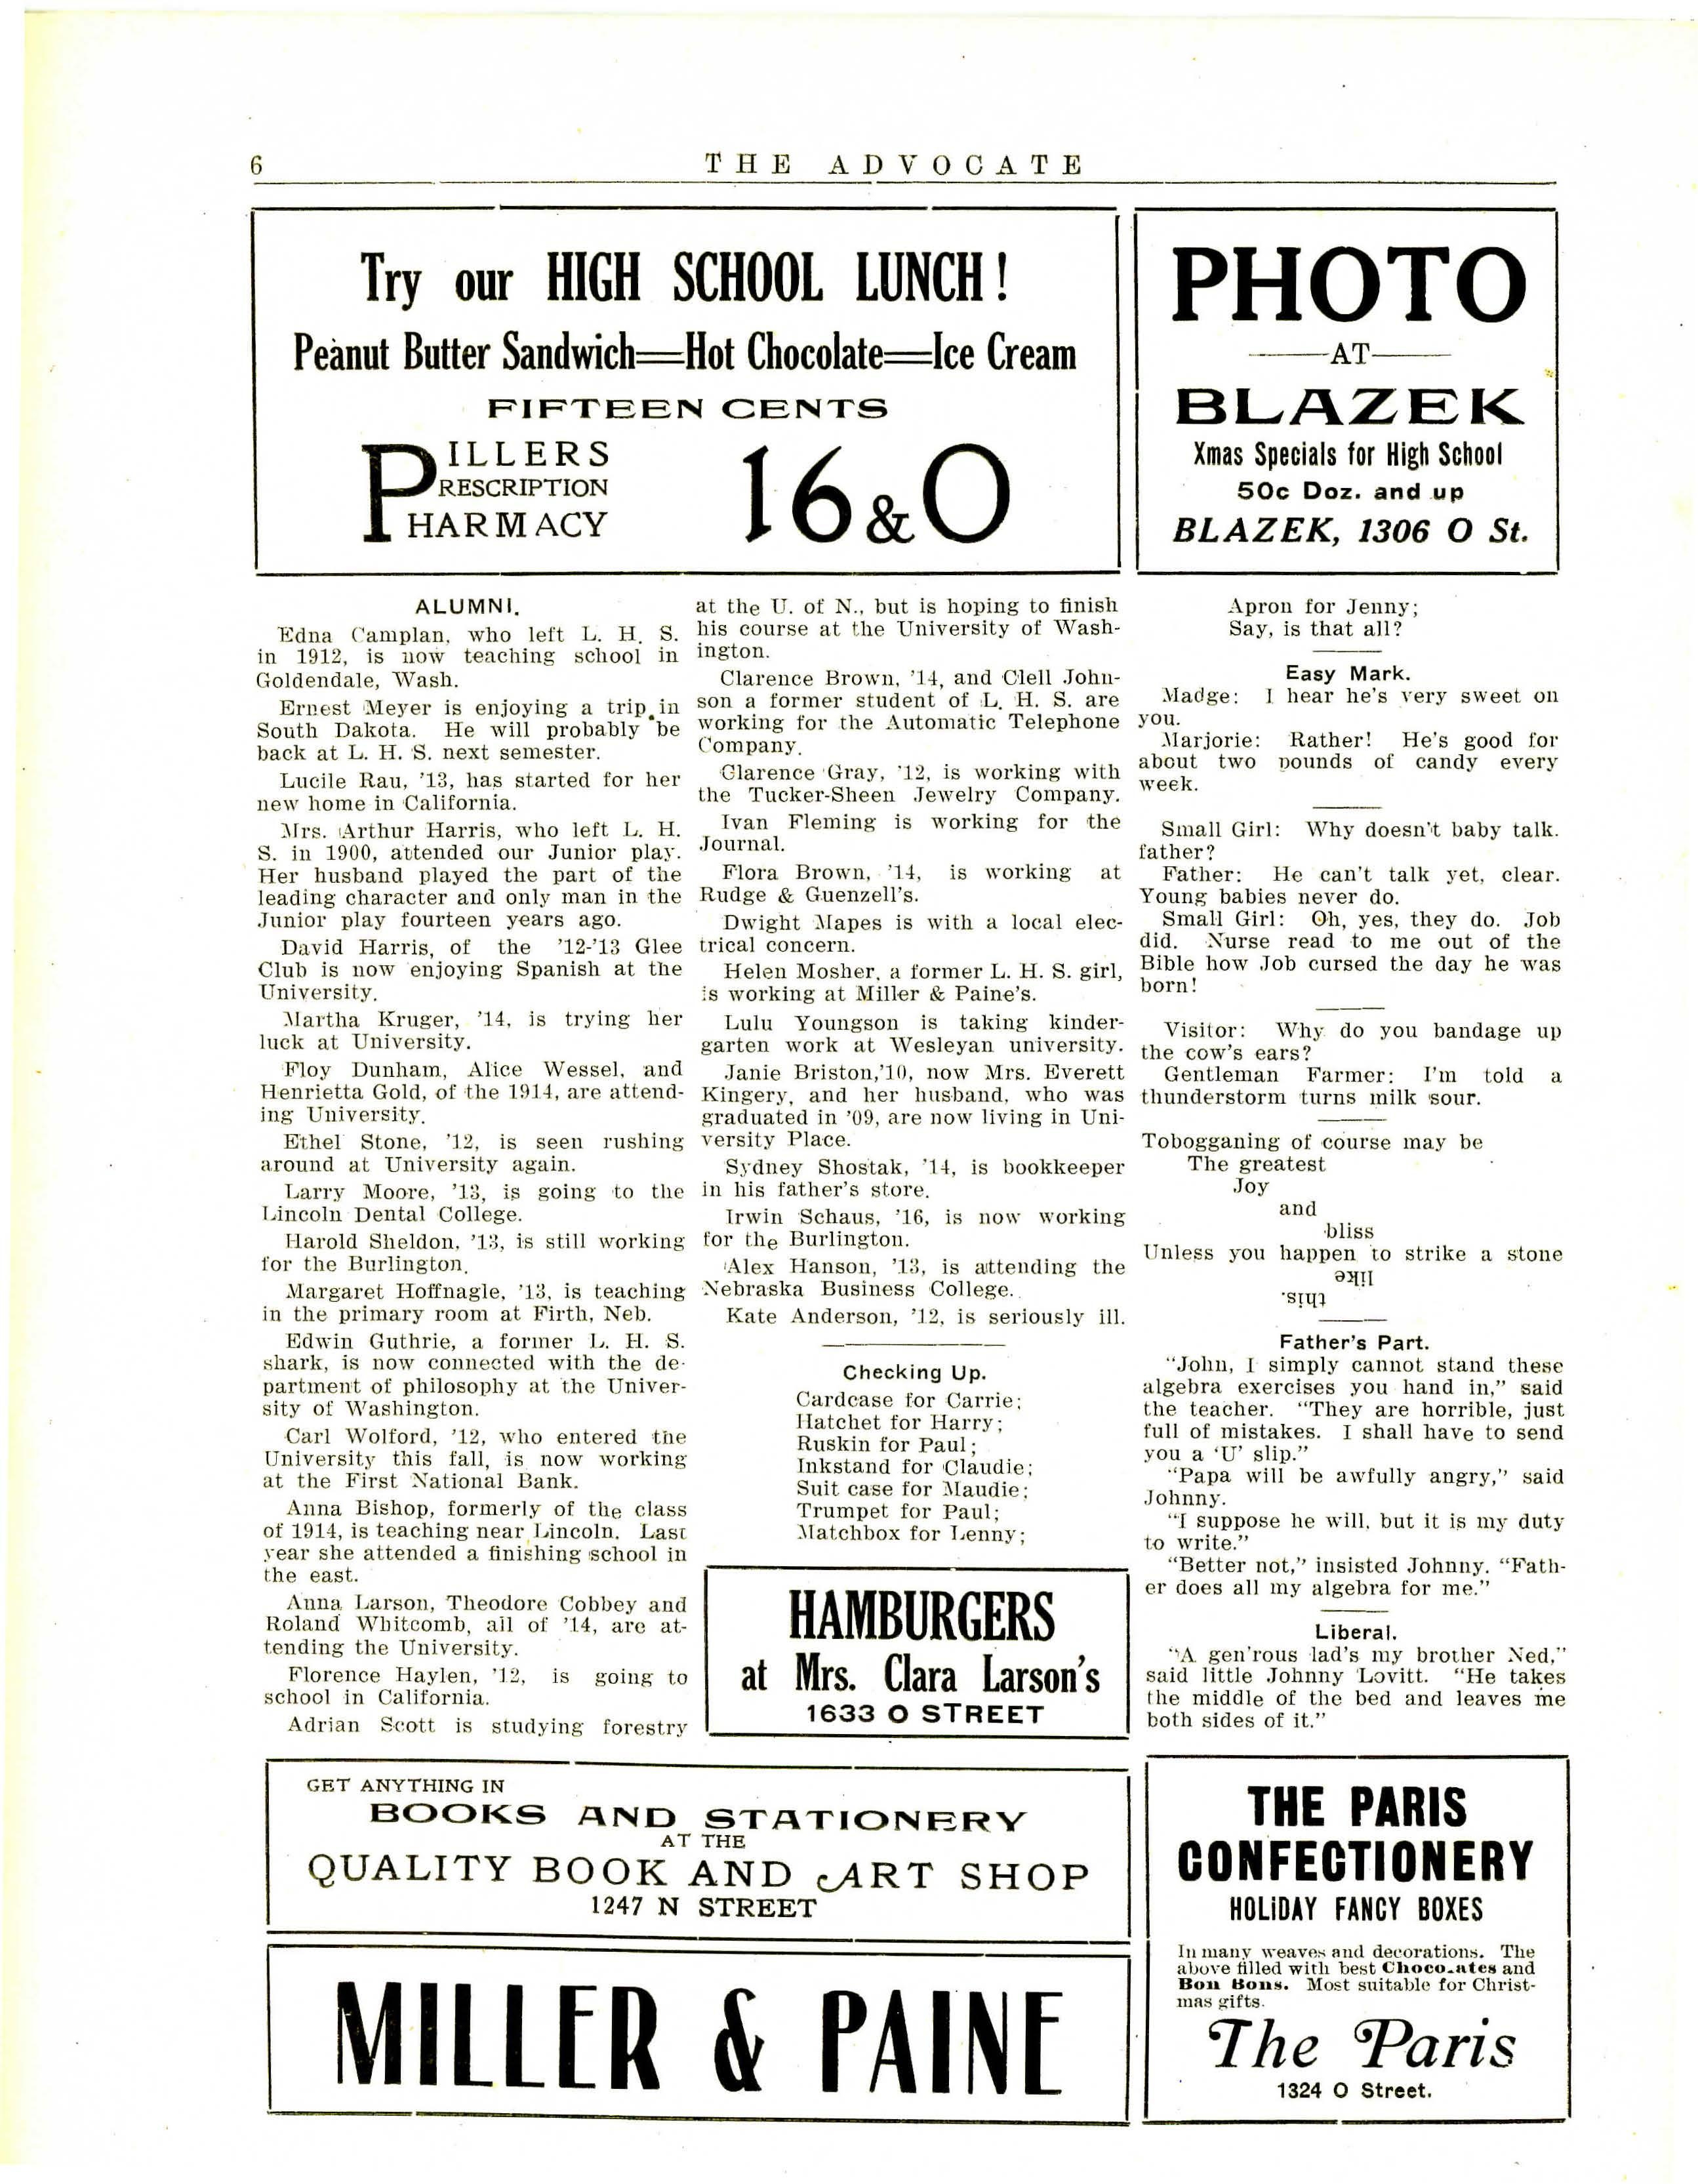 6
THE ADVOCATE
Try our HIGH SCHOOL LUNCH!
Peanut Butter Sandwich=Hot Chocolate=Ice Cream
FIFTEEN CENTS
PILLERS
PRESCRIPTION
PHARMACY
16 & O
PHOTO
AT
BLAZEK
Xmas Specials for High School
50c Doz. and up
BLAZEK, 1306 O St.
ALUMNI.
Edna Camplan, who left L. H. S.
in 1912, is now teaching school in
Goldendale, Wash.
Ernest Meyer is enjoying a trip in
South Dakota. He will probably be
back at L. H. S. next semester.
Lucile Rau, '13, has started for her
new home in California.
Mrs. Arthur Harris, who left L. H.
S. in 1900, attended our Junior play.
Her husband played the part of the
leading character and only man in the
Junior play fourteen years ago.
David Harris, of the '12-'13 Glee
Club is now enjoying Spanish at the
University.
Martha Kruger, '14, is trying her
luck at University.
Floy Dunham, Alice Wessel, and
Henrietta Gold, of the 1914, are attend-
ing University.
Ethel Stone, '12, is seen rushing
around at University again.
Larry Moore, '13, is going to the
Lincoln Dental College.
Harold Sheldon, '13, is still working
for the Burlington.
Margaret Hoffnagle, '13, is teaching
in the primary room at Firth, Neb.
Edwin Guthrie, a former L. H. S.
shark, is now connected with the de-
partment of philosophy at the Univer-
sity of Washington.
Carl Wolford, '12, who entered the
University this fall, is now working
at the First National Bank.
Anna Bishop, formerly of the class
of 1914, is teaching near Lincoln. Last
year she attended a finishing school in
the east.
Anna Larson, Theodore Cobbey and
Roland Whitcomb, all of '14, are at-
tending the University.
Florence Haylen, '12, is going to
school in California.
Adrian Scott is studying forestry
at the U. of N., but is hoping to finish
his course at the University of Wash-
ington.
Clarence Brown, '14, and Clell John-
son a former student of L. H. S. are
working for the Automatic Telephone
Company.
Clarence Gray, '12, is working with
the Tucker-Sheen Jewelry Company.
Ivan Fleming is working for the
Journal.
Flora Brown, '14, is working at
Rudge & Guenzell's.
Dwight Mapes is with a local elec-
trical concern.
Helen Mosher, a former L. H. S. girl,
is working at Miller & Paine's.
Lulu Youngson is taking kinder-
garten work at Wesleyan university.
Janie Briston,'10, now Mrs. Everett
Kingery, and her husband, who was
graduated in '09, are now living in Uni-
versity Place.
Sydney Shostak, '14, is bookkeeper
in his father's store.
Irwin Schaus, '16, is now working
for the Burlington.
Alex Hanson, '13, is attending the
Nebraska Business College.
Kate Anderson, '12, is seriously ill.
Checking Up.
Cardcase for Carrie;
Hatchet for Harry;
Ruskin for Paul;
Inkstand for Claudie;
Suit case for Maudie;
Trumpet for Paul;
Matchbox for Lenny;
HAMBURGERS
at Mrs. Clara Larson's
1633 O STREET
Apron for Jenny;
Say, is that all?
Easy Mark.
Madge: I hear he's very sweet on
you.
Marjorie: Rather! He's good for
about two pounds of candy every
week.
Small Girl: Why doesn't baby talk.
father?
Father: He can't talk yet, clear.
Young babies never do.
Small Girl: Oh, yes, they do. Job
did. Nurse read to me out of the
Bible how Job cursed the day he was
born!
Visitor: Why do you bandage up
the cow's ears?
Gentleman Farmer: I'm told a
thunderstorm turns milk sour.
Tobogganing of course may be
The greatest
Joy
and
bliss
Unless you happen to strike a stone
like
this.
Father's Part.
"John, I simply cannot stand these
algebra exercises you hand in," said
the teacher. "They are horrible, just
full of mistakes. I shall have to send
you a 'U' slip."
"Papa will be awfully angry," said
Johnny.
"I suppose he will, but it is my duty
to write."
"Better not," insisted Johnny. "Fath-
er does all my algebra for me."
Liberal.
"A gen'rous lad's my brother Ned,"
said little Johnny Lovitt. "He takes
the middle of the bed and leaves me
both sides of it."
GET ANYTHING IN
BOOKS AND STATIONERY
AT THE
QUALITY BOOK AND ART SHOP
1247 N STREET
MILLER & PAINE
THE PARIS
CONFECTIONERY
HOLIDAY FANCY BOXES
In many weaves and decorations. The
above filled with best Chocolates and
Bon Bons. Most suitable for Christ-
mas gifts.
The Paris
1324 O Street.